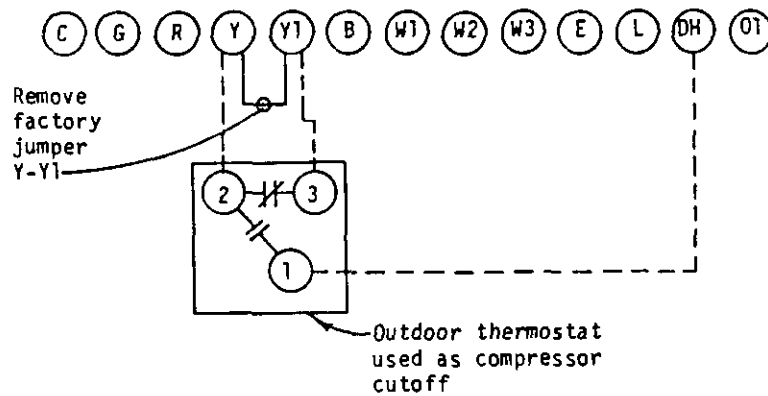 C G R Y Y1 B W1 W2 W3 E L DH O1
Remove
factory
jumper
Y-Y1
2 3
1
Outdoor thermostat
used as compressor
cutoff